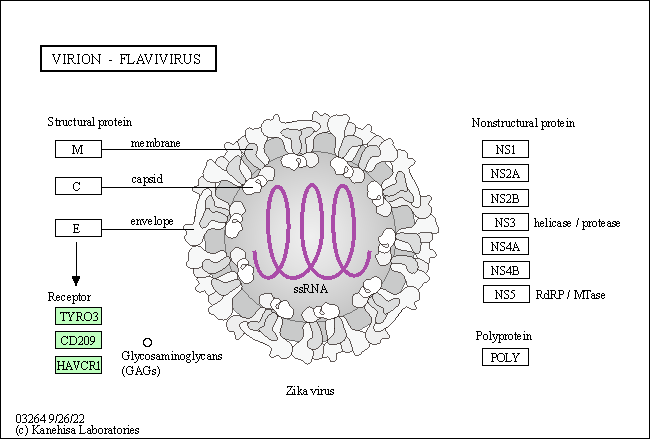 VIRION - FLAVIVIRUS
Structural protein
M
membrane
C
capsid
E
envelope
Receptor
TYRO3
CD209
HAVCR1
Glycosaminoglycans
(GAGs)
ssRNA
Zika virus
Nonstructural protein
NS1
NS2A
NS2B
NS3
helicase / protease
NS4A
NS4B
NS5
RdRP / MTase
Polyprotein
POLY
03264 9/26/22
(c) Kanehisa Laboratories